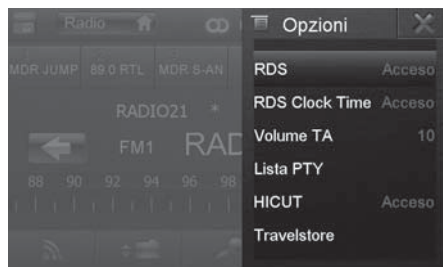 Radio
Opzioni
MDR JUMP 89.0 RTL MDR S-AN
RDS Acceso
RADIO21 *
RDS Clock Time Acceso
FM1 RAD
Volume TA 10
Lista PTY
88 90 92 94 96 98
HICUT Acceso
Travelstore